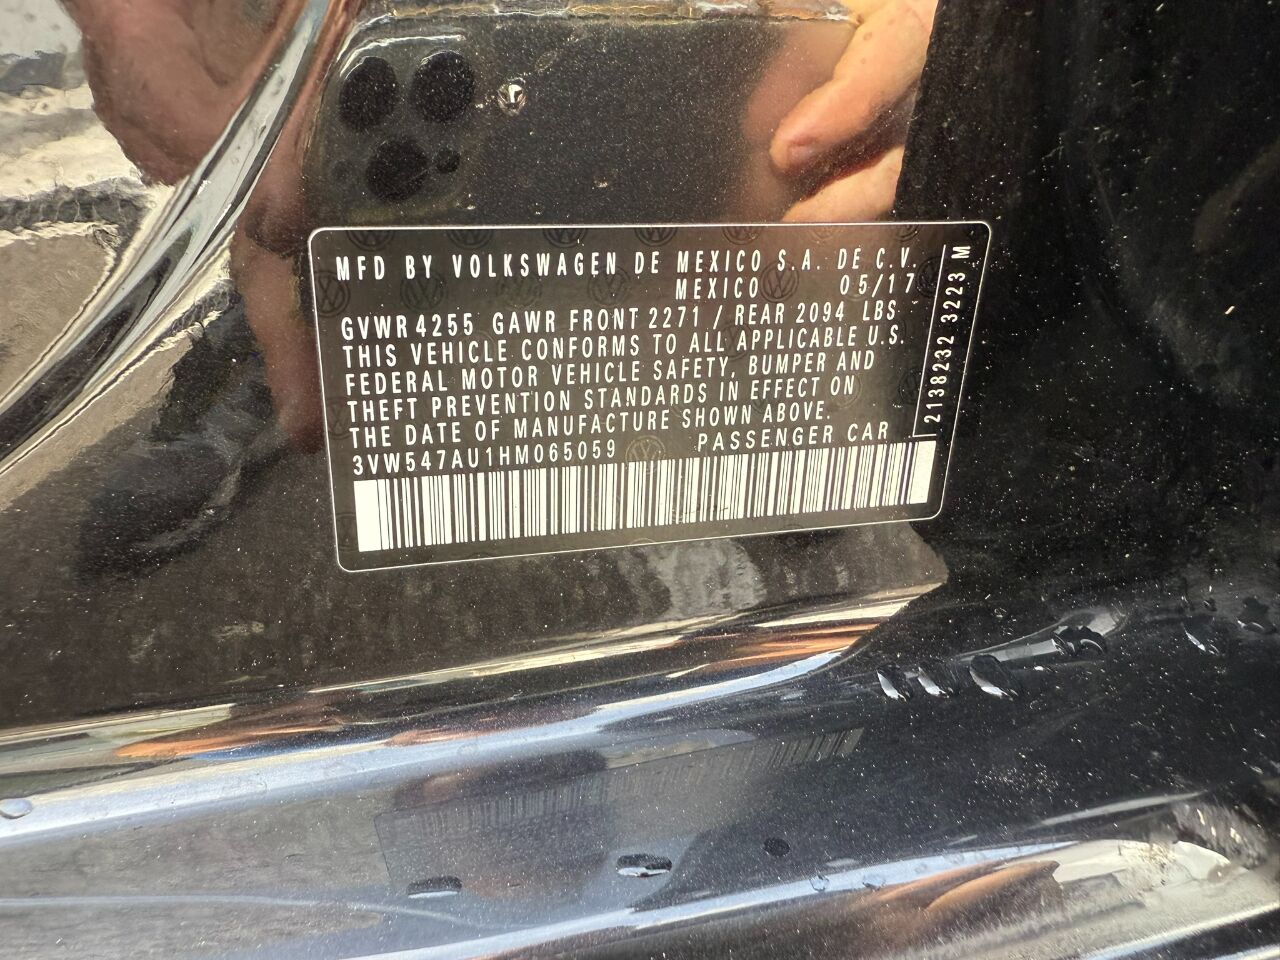 MFD BY VOLKSWAGEN DE MEXICO S.A. DE C.V.
MEXICO 05/17
GVWR 4255 GAWR FRONT 2271 / REAR 2094 LBS
THIS VEHICLE CONFORMS TO ALL APPLICABLE U.S.
FEDERAL MOTOR VEHICLE SAFETY, BUMPER AND
THEFT PREVENTION STANDARDS IN EFFECT ON
THE DATE OF MANUFACTURE SHOWN ABOVE.
3VW547AU1HM065059 PASSENGER CAR
2138232 3223 M